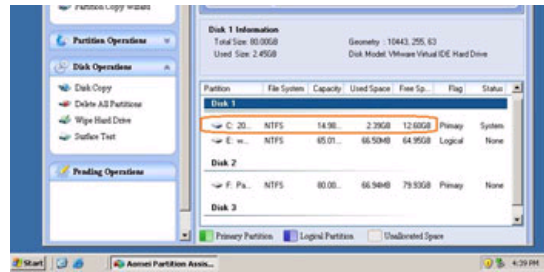 Partition Copy Wizard
Partition Operations
Disk Operations
Disk Copy
Delete All Partitions
Wipe Hard Drive
Surface Test
Pending Operations
Disk 1 Information
Total Size: 80.00GB Geometry : 10443, 255, 63
Used Size: 2.45GB Disk Model: VMware Virtual IDE Hard Drive
Partition File System Capacity Used Space Free Sp... Flag Status
Disk 1
C: 20... NTFS 14.98... 2.39GB 12.60GB Primary System
E: w... NTFS 65.01... 66.50MB 64.95GB Logical None
Disk 2
F: Pa... NTFS 80.00... 66.94MB 79.93GB Primary None
Disk 3
Primary Partition Logical Partition Unallocated Space
Start Aomei Partition Assis... 4:39 PM